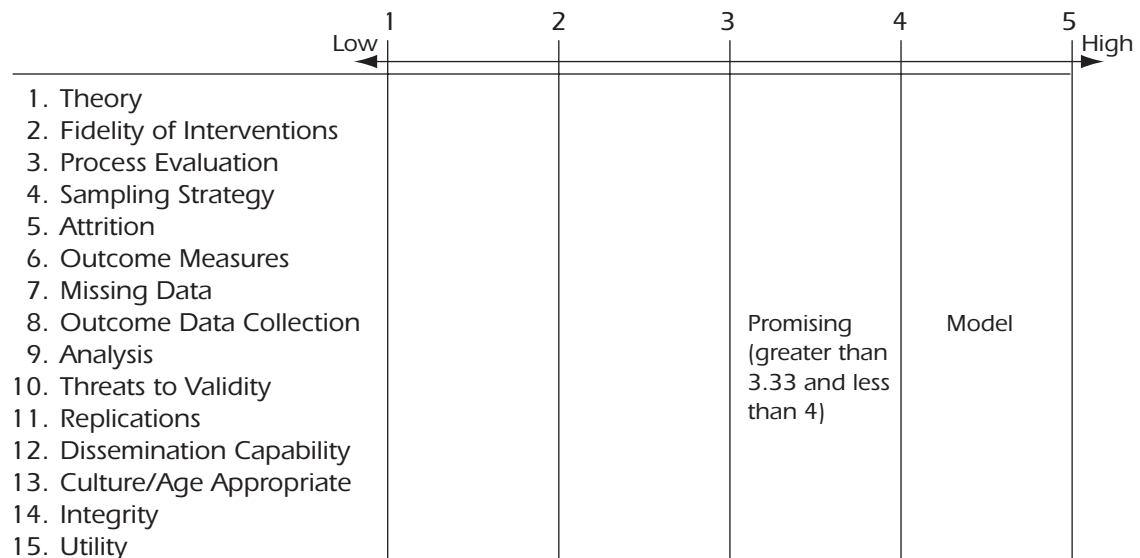 1 2 3 4 5
Low High
1. Theory
2. Fidelity of Interventions
3. Process Evaluation
4. Sampling Strategy
5. Attrition
6. Outcome Measures
7. Missing Data
8. Outcome Data Collection
9. Analysis
10. Threats to Validity
11. Replications
12. Dissemination Capability
13. Culture/Age Appropriate
14. Integrity
15. Utility
Promising
(greater than
3.33 and less
than 4)
Model